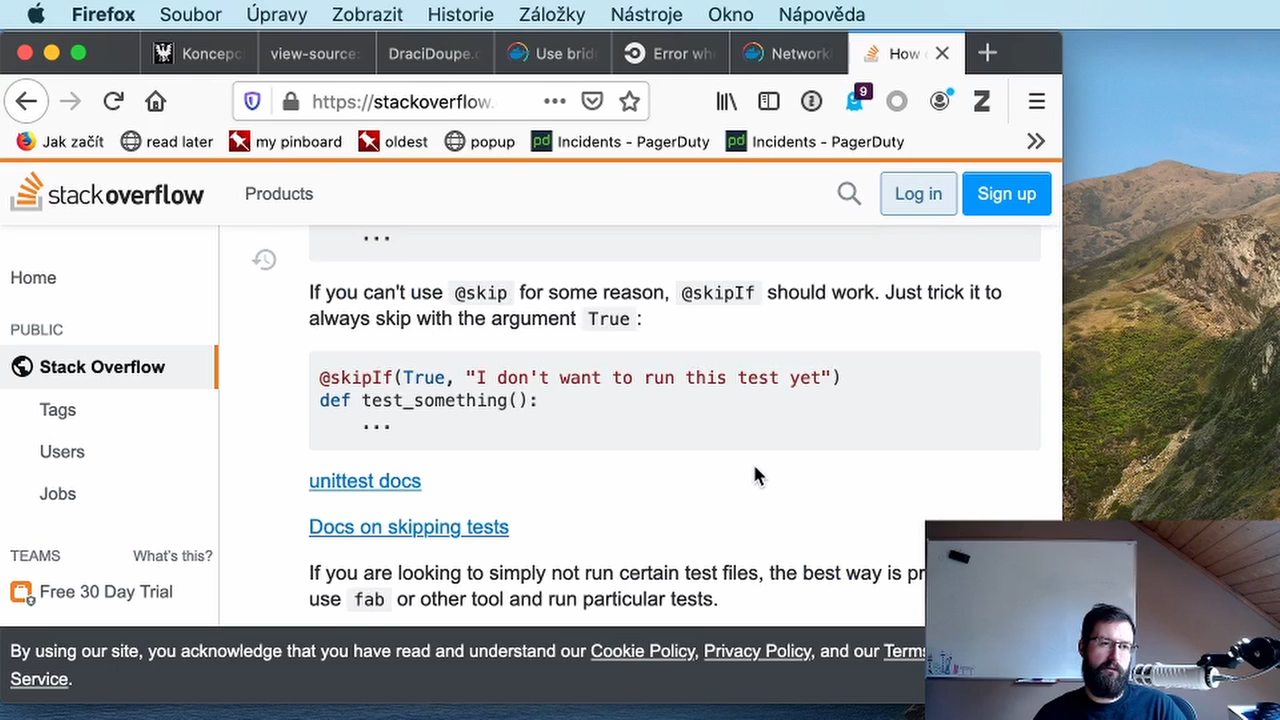 Firefox Soubor Úpravy Zobrazit Historie Záložky Nástroje Okno Nápověda
Koncepc view-source: DraciDoupe.c Use brid Error whe Network How
https://stackoverflow. 9 Z
Jak začít read later my pinboard oldest popup Incidents - PagerDuty Incidents - PagerDuty
stackoverflow Products Log in Sign up
...
Home
If you can't use @skip for some reason, @skipIf should work. Just trick it to
always skip with the argument True:
PUBLIC
Stack Overflow
Tags
Users
Jobs
@skipIf(True, "I don't want to run this test yet")
def test_something():
...
unittest docs
Docs on skipping tests
TEAMS What's this?
Free 30 Day Trial
If you are looking to simply not run certain test files, the best way is pr
use fab or other tool and run particular tests.
By using our site, you acknowledge that you have read and understand our Cookie Policy, Privacy Policy, and our Terms
Service.